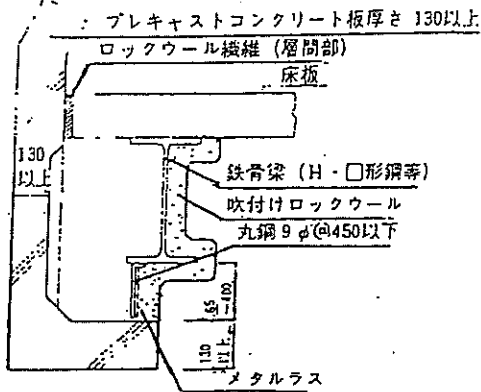 : プレキャストコンクリート板厚さ 130以上
ロックウール繊維 (層間部)
床板
130
以上
鉄骨梁 (H・□形鋼等)
吹付けロックウール
丸鋼 9 φ@450以下
65
~100
130
以上
メタルラス